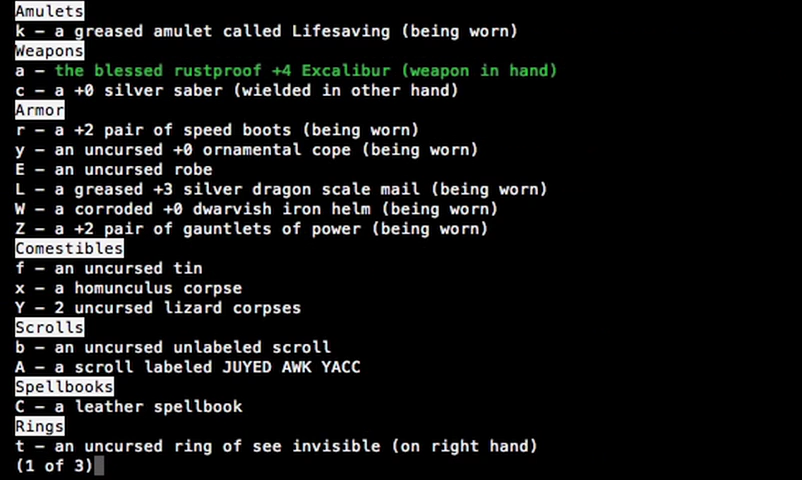 Amulets
k – a greased amulet called Lifesaving (being worn)
Weapons
a – the blessed rustproof +4 Excalibur (weapon in hand)
c – a +0 silver saber (wielded in other hand)
Armor
r – a +2 pair of speed boots (being worn)
y – an uncursed +0 ornamental cope (being worn)
E – an uncursed robe
L – a greased +3 silver dragon scale mail (being worn)
W – a corroded +0 dwarvish iron helm (being worn)
Z – a +2 pair of gauntlets of power (being worn)
Comestibles
f – an uncursed tin
x – a homunculus corpse
Y – 2 uncursed lizard corpses
Scrolls
b – an uncursed unlabeled scroll
A – a scroll labeled JUYED AWK YACC
Spellbooks
C – a leather spellbook
Rings
t – an uncursed ring of see invisible (on right hand)
(1 of 3)